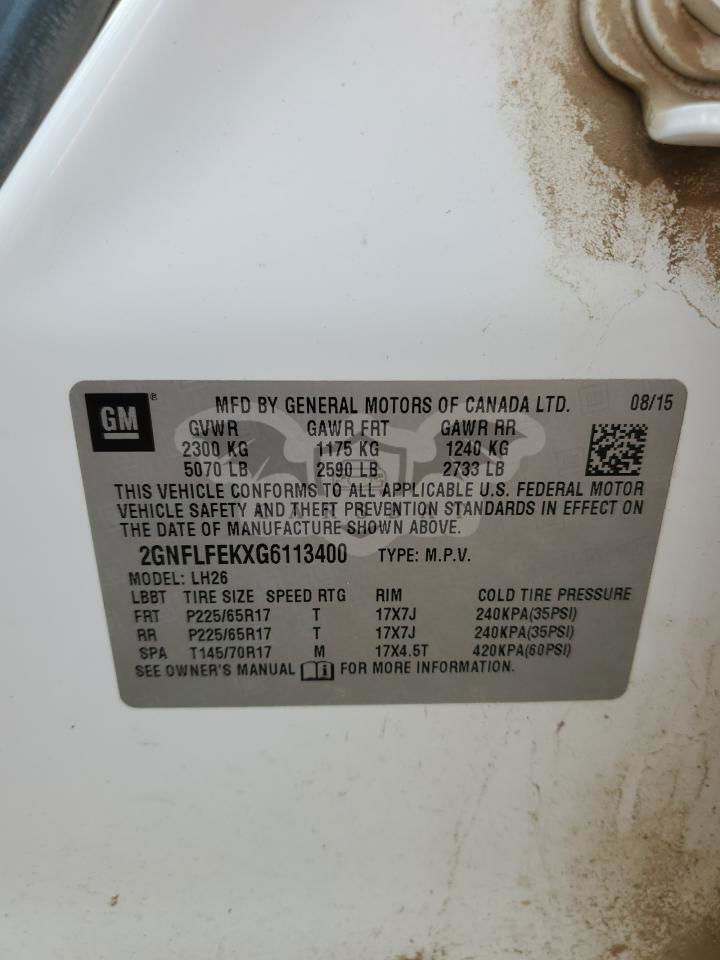 GM ®
MFD BY GENERAL MOTORS OF CANADA LTD. 08/15
GVWR GAWR FRT GAWR RR
2300 KG 1175 KG 1240 KG
5070 LB 2590 LB 2733 LB
THIS VEHICLE CONFORMS TO ALL APPLICABLE U.S. FEDERAL MOTOR
VEHICLE SAFETY AND THEFT PREVENTION STANDARDS IN EFFECT ON
THE DATE OF MANUFACTURE SHOWN ABOVE.
2GNFLFEKXG6113400 TYPE: M.P.V.
MODEL: LH26
LBBT TIRE SIZE SPEED RTG RIM COLD TIRE PRESSURE
FRT P225/65R17 T 17X7J 240KPA(35PSI)
RR P225/65R17 T 17X7J 240KPA(35PSI)
SPA T145/70R17 M 17X4.5T 420KPA(60PSI)
SEE OWNER'S MANUAL FOR MORE INFORMATION.